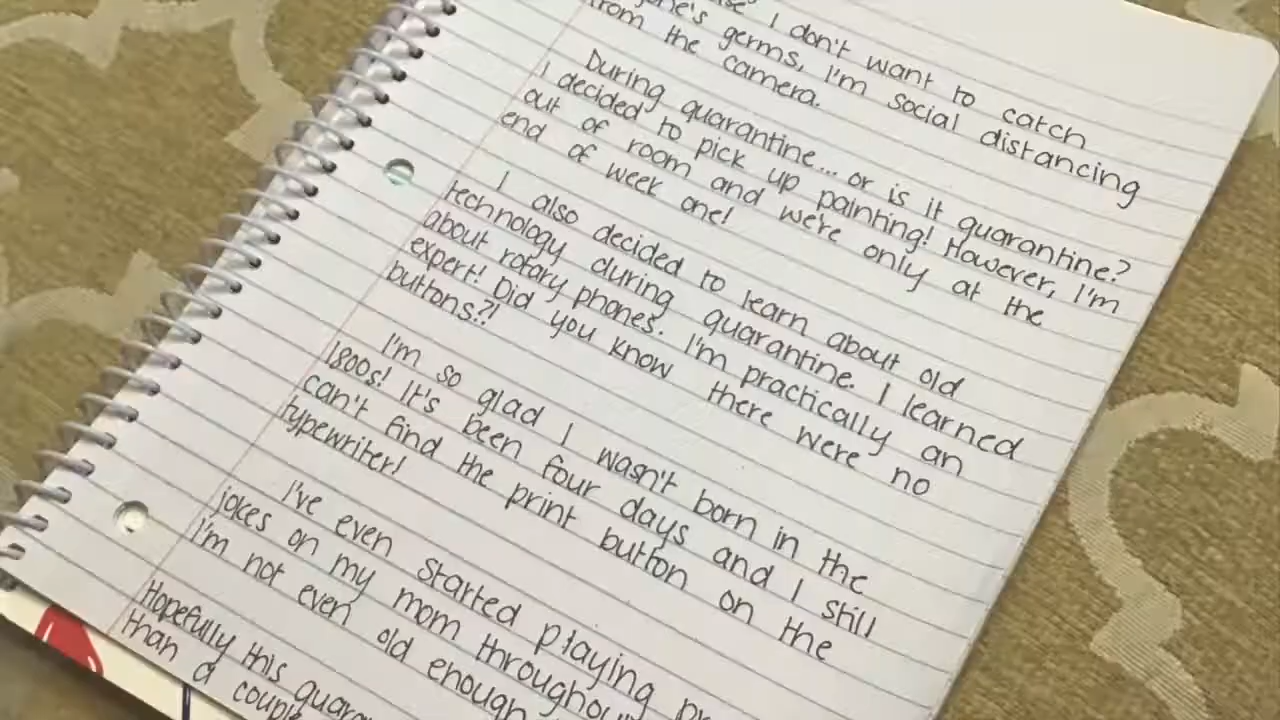 I don't want to catch
germs, I'm social distancing
from the camera.
During quarantine... or is it quarantine?
I decided to pick up painting! However, I'm
out of room and we're only at the
end of week one!
I also decided to learn about old
technology during quarantine. I learned
about rotary phones. I'm practically an
expert! Did you know there were no
buttons?!
I'm so glad I wasn't born in the
1800s! It's been four days and I still
can't find the print button on the
typewriter!
I've even started playing
jokes on my mom
I'm not even old enough
Hopefully this
than a